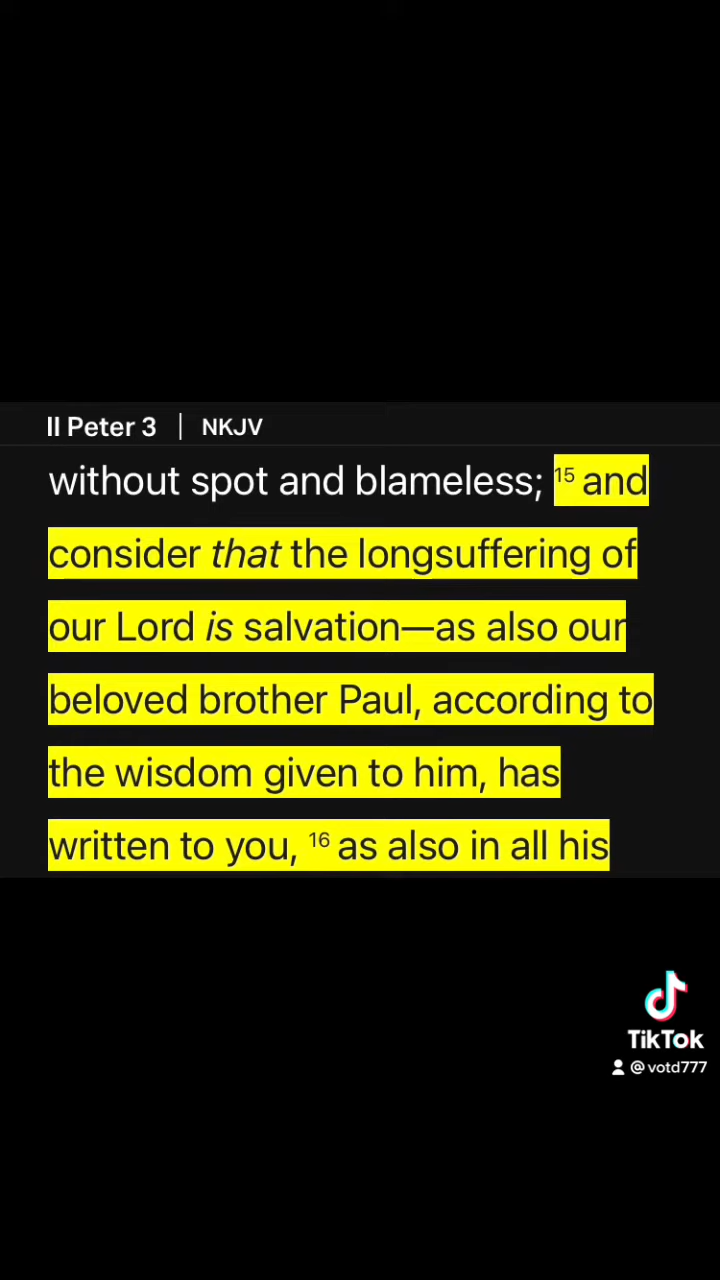 II Peter 3 | NKJV
without spot and blameless; 15 and
consider that the longsuffering of
our Lord is salvation—as also our
beloved brother Paul, according to
the wisdom given to him, has
written to you, 16 as also in all his
TikTok
@votd777